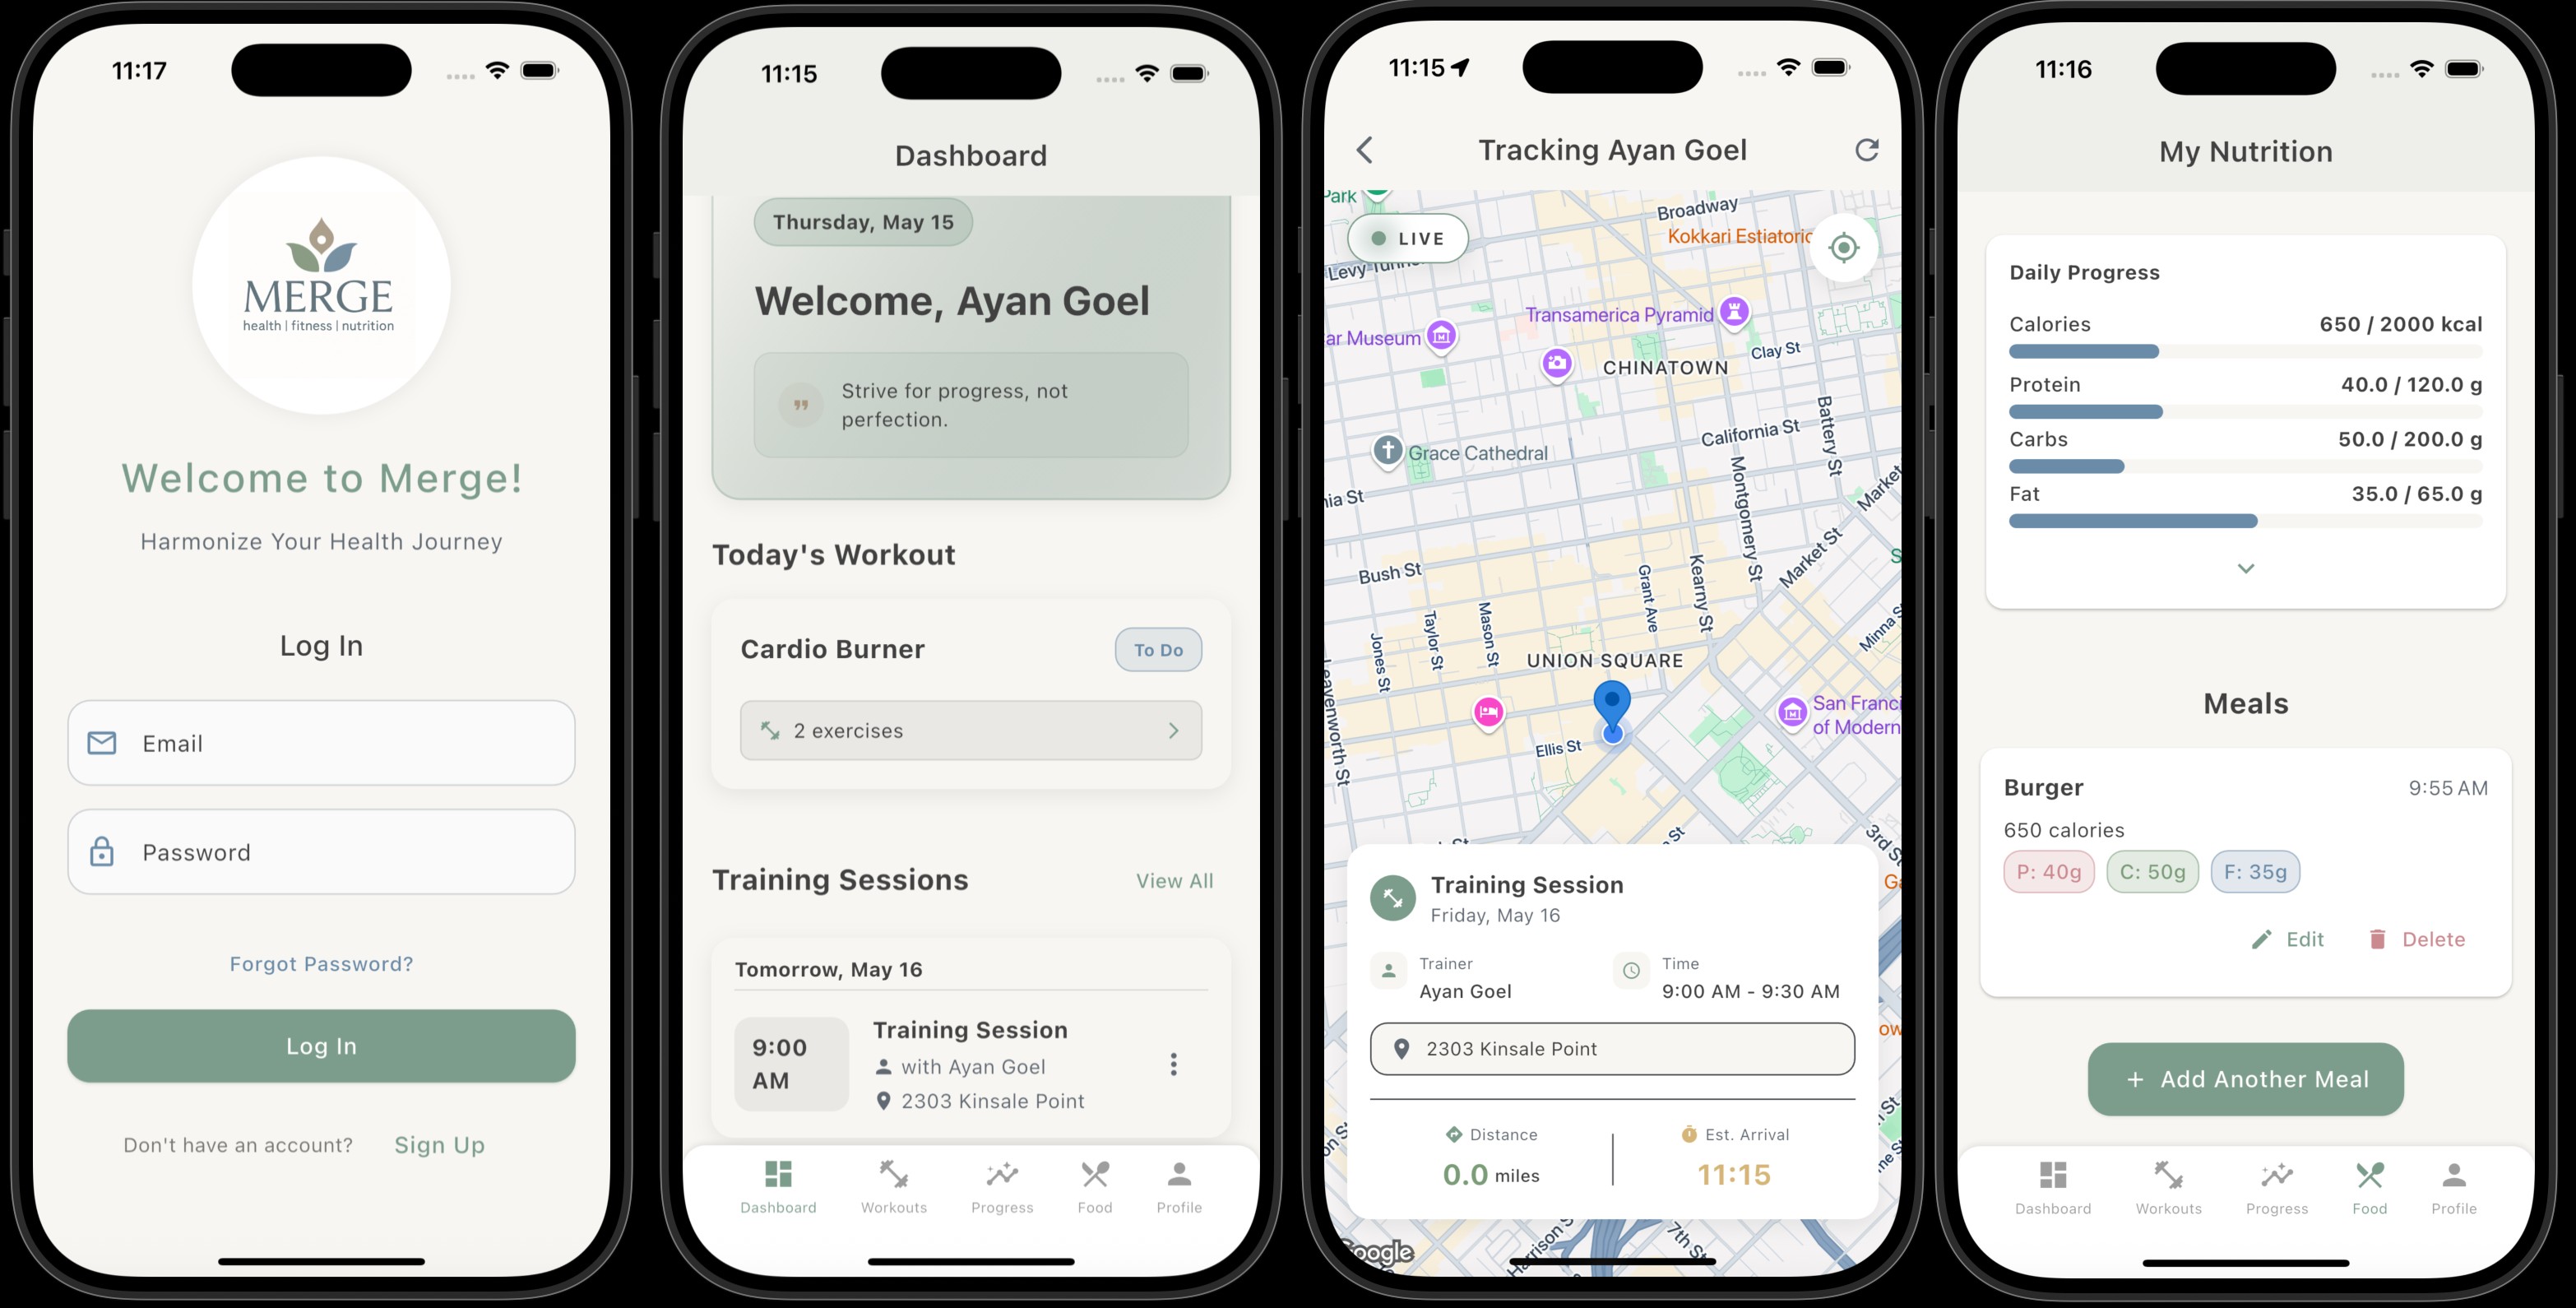 11:17
MERGE
health | fitness | nutrition
Welcome to Merge!
Harmonize Your Health Journey
Log In
Email
Password
Forgot Password?
Log In
Don't have an account? Sign Up
11:15
Dashboard
Thursday, May 15
Welcome, Ayan Goel
Strive for progress, not
perfection.
Today's Workout
Cardio Burner
To Do
2 exercises
Training Sessions
View All
Tomorrow, May 16
9:00
AM
Training Session
with Ayan Goel
2303 Kinsale Point
Dashboard
Workouts
Progress
Food
Profile
11:15
Tracking Ayan Goel
Park
LIVE
Broadway
Kokkari Estiatorio
Levy Tunnel
Transamerica Pyramid
ar Museum
Clay St
CHINATOWN
Battery St
California St
Grace Cathedral
Montgomery St
Market
nia St
Market St
Bush St
Kearny St
Grant Ave
Mason St
Taylor St
Jones St
Minna S
UNION SQUARE
eavenworth St
San Franci
of Modern
Ellis St
3rd St
Training Session
Friday, May 16
Trainer
Ayan Goel
Time
9:00 AM - 9:30 AM
2303 Kinsale Point
Distance
0.0 miles
Est. Arrival
11:15
Google
Harrison S
7th St
11:16
My Nutrition
Daily Progress
Calories 650 / 2000 kcal
Protein 40.0 / 120.0 g
Carbs 50.0 / 200.0 g
Fat 35.0 / 65.0 g
Meals
Burger 9:55 AM
650 calories
P: 40g C: 50g F: 35g
Edit Delete
+ Add Another Meal
Dashboard
Workouts
Progress
Food
Profile